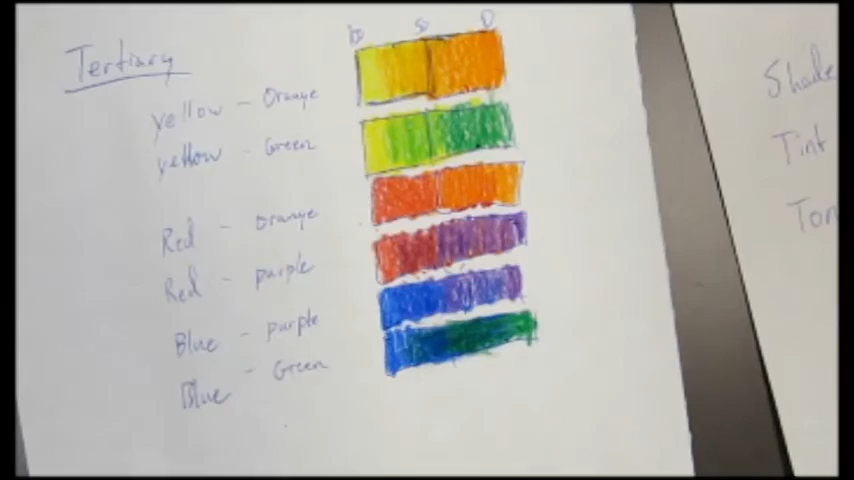 Tertiary
yellow - Orange
yellow - Green
Red - orange
Red - purple
Blue - purple
Blue - Green
Shade
Tint
Ton